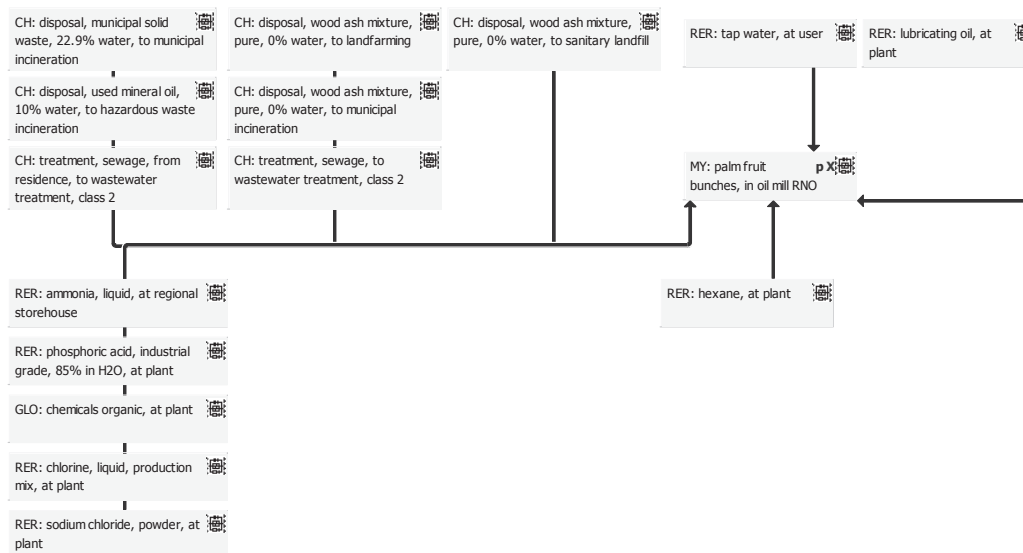 CH: disposal, municipal solid
waste, 22.9% water, to municipal
incineration
CH: disposal, wood ash mixture,
pure, 0% water, to landfarming
CH: disposal, wood ash mixture,
pure, 0% water, to sanitary landfill
RER: tap water, at user
RER: lubricating oil, at
plant
CH: disposal, used mineral oil,
10% water, to hazardous waste
incineration
CH: disposal, wood ash mixture,
pure, 0% water, to municipal
incineration
CH: treatment, sewage, from
residence, to wastewater
treatment, class 2
CH: treatment, sewage, to
wastewater treatment, class 2
MY: palm fruit p X
bunches, in oil mill RNO
RER: ammonia, liquid, at regional
storehouse
RER: hexane, at plant
RER: phosphoric acid, industrial
grade, 85% in H2O, at plant
GLO: chemicals organic, at plant
RER: chlorine, liquid, production
mix, at plant
RER: sodium chloride, powder, at
plant